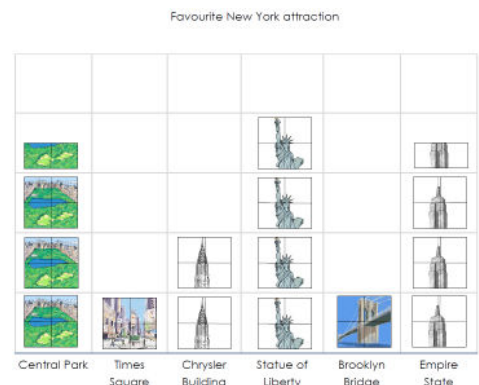 Favourite New York attraction
Central Park Times Chrysler Statue of Brooklyn Empire
Square Building Liberty Bridge State